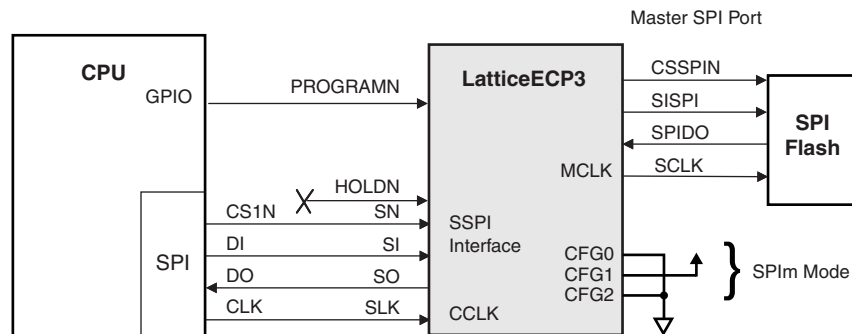 Master SPI Port
CPU
GPIO
PROGRAMN
LatticeECP3
CSSPIN
SISPI
SPIDO
MCLK
SCLK
SPI
Flash
HOLDN
SPI
CS1N
SN
DI
SI
DO
SO
CLK
SLK
SSPI
Interface
CCLK
CFG0
CFG1
CFG2
SPIm Mode